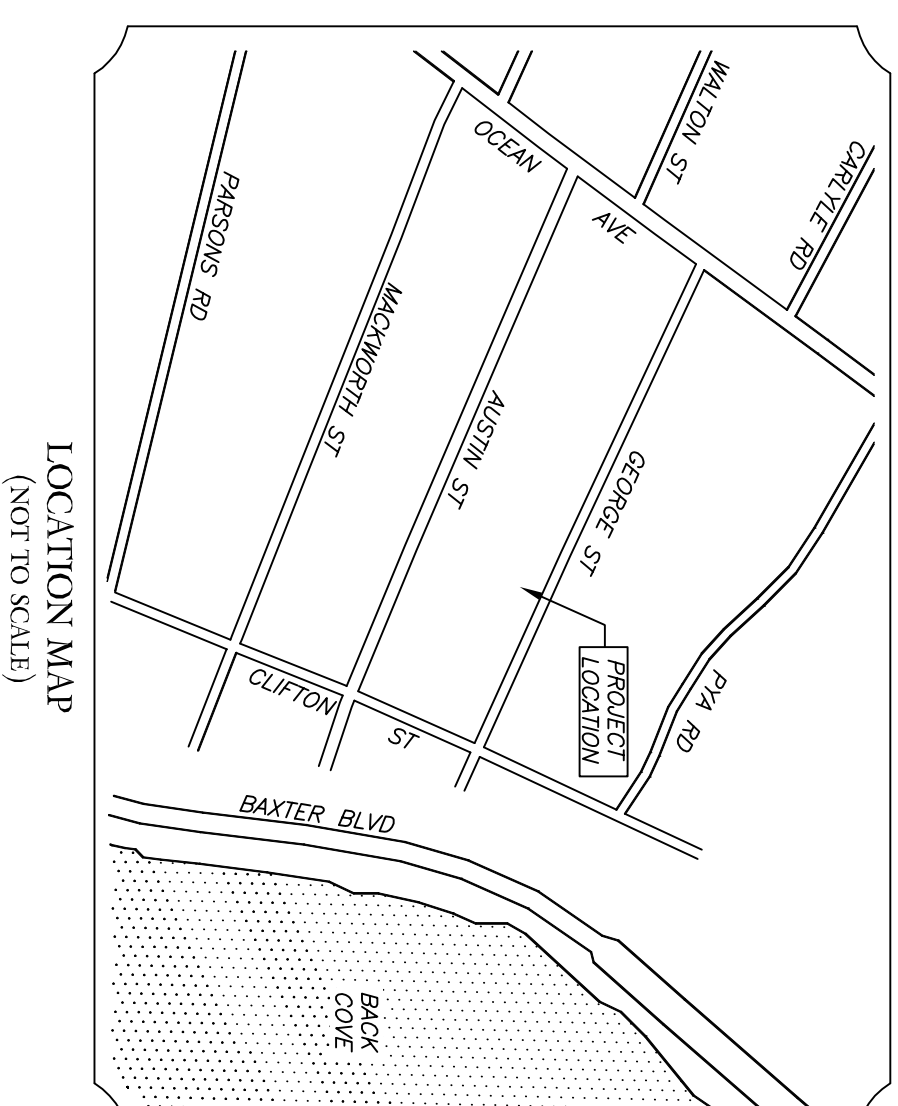 CARLYLE RD
WALTON ST
OCEAN
AVE
PYA RD
GEORGE ST
PROJECT
LOCATION
AUSTIN ST
MACKWORTH ST
PARSONS RD
CLIFTON
ST
BAXTER BLVD
BACK
COVE
LOCATION MAP
(NOT TO SCALE)